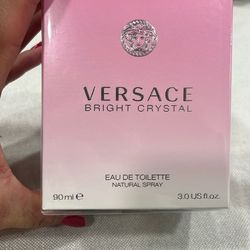 VERSACE
BRIGHT CRYSTAL
EAU DE TOILETTE
NATURAL SPRAY
90 ml e 3.0 US fl.oz.